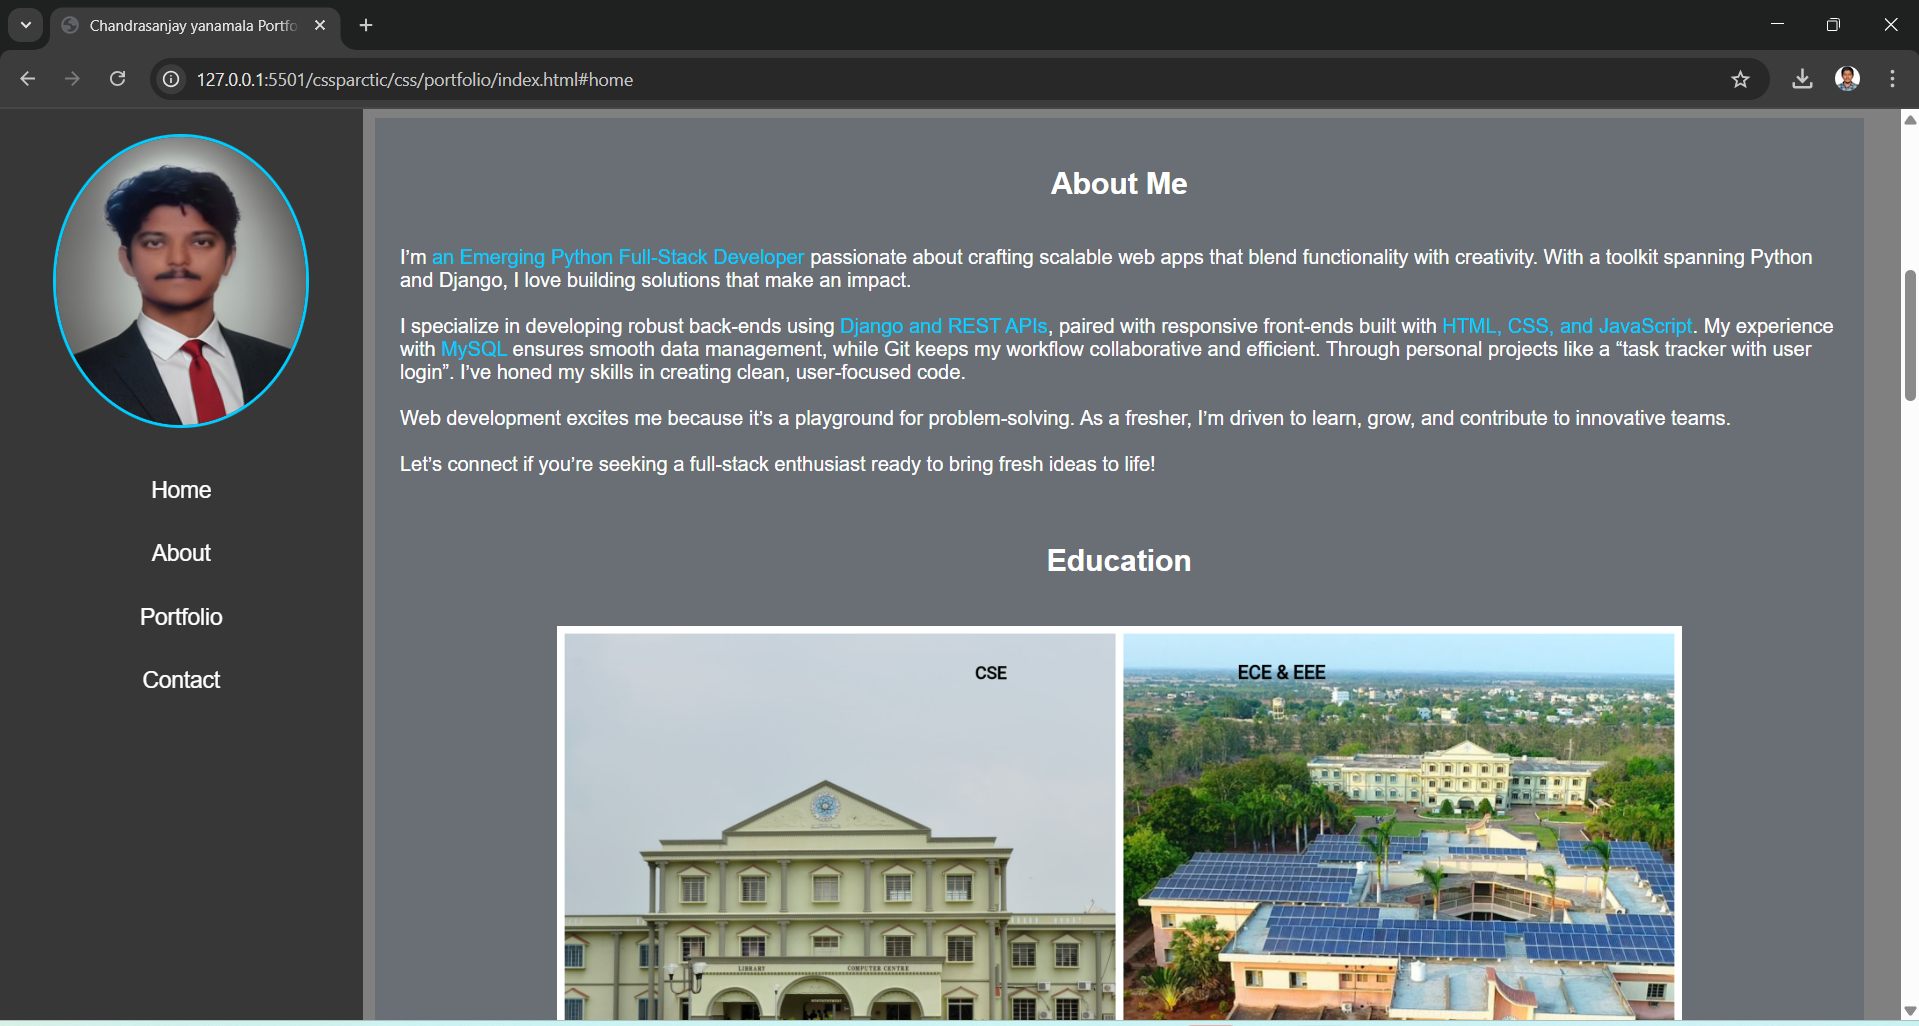 Chandrasanjay yanamala Portfo
127.0.0.1:5501/cssparctic/css/portfolio/index.html#home
Home
About
Portfolio
Contact
About Me
I’m an Emerging Python Full-Stack Developer passionate about crafting scalable web apps that blend functionality with creativity. With a toolkit spanning Python
and Django, I love building solutions that make an impact.
I specialize in developing robust back-ends using Django and REST APIs, paired with responsive front-ends built with HTML, CSS, and JavaScript. My experience
with MySQL ensures smooth data management, while Git keeps my workflow collaborative and efficient. Through personal projects like a “task tracker with user
login”. I’ve honed my skills in creating clean, user-focused code.
Web development excites me because it’s a playground for problem-solving. As a fresher, I’m driven to learn, grow, and contribute to innovative teams.
Let’s connect if you’re seeking a full-stack enthusiast ready to bring fresh ideas to life!
Education
CSE
ECE & EEE
LIBRARY COMPUTER CENTRE